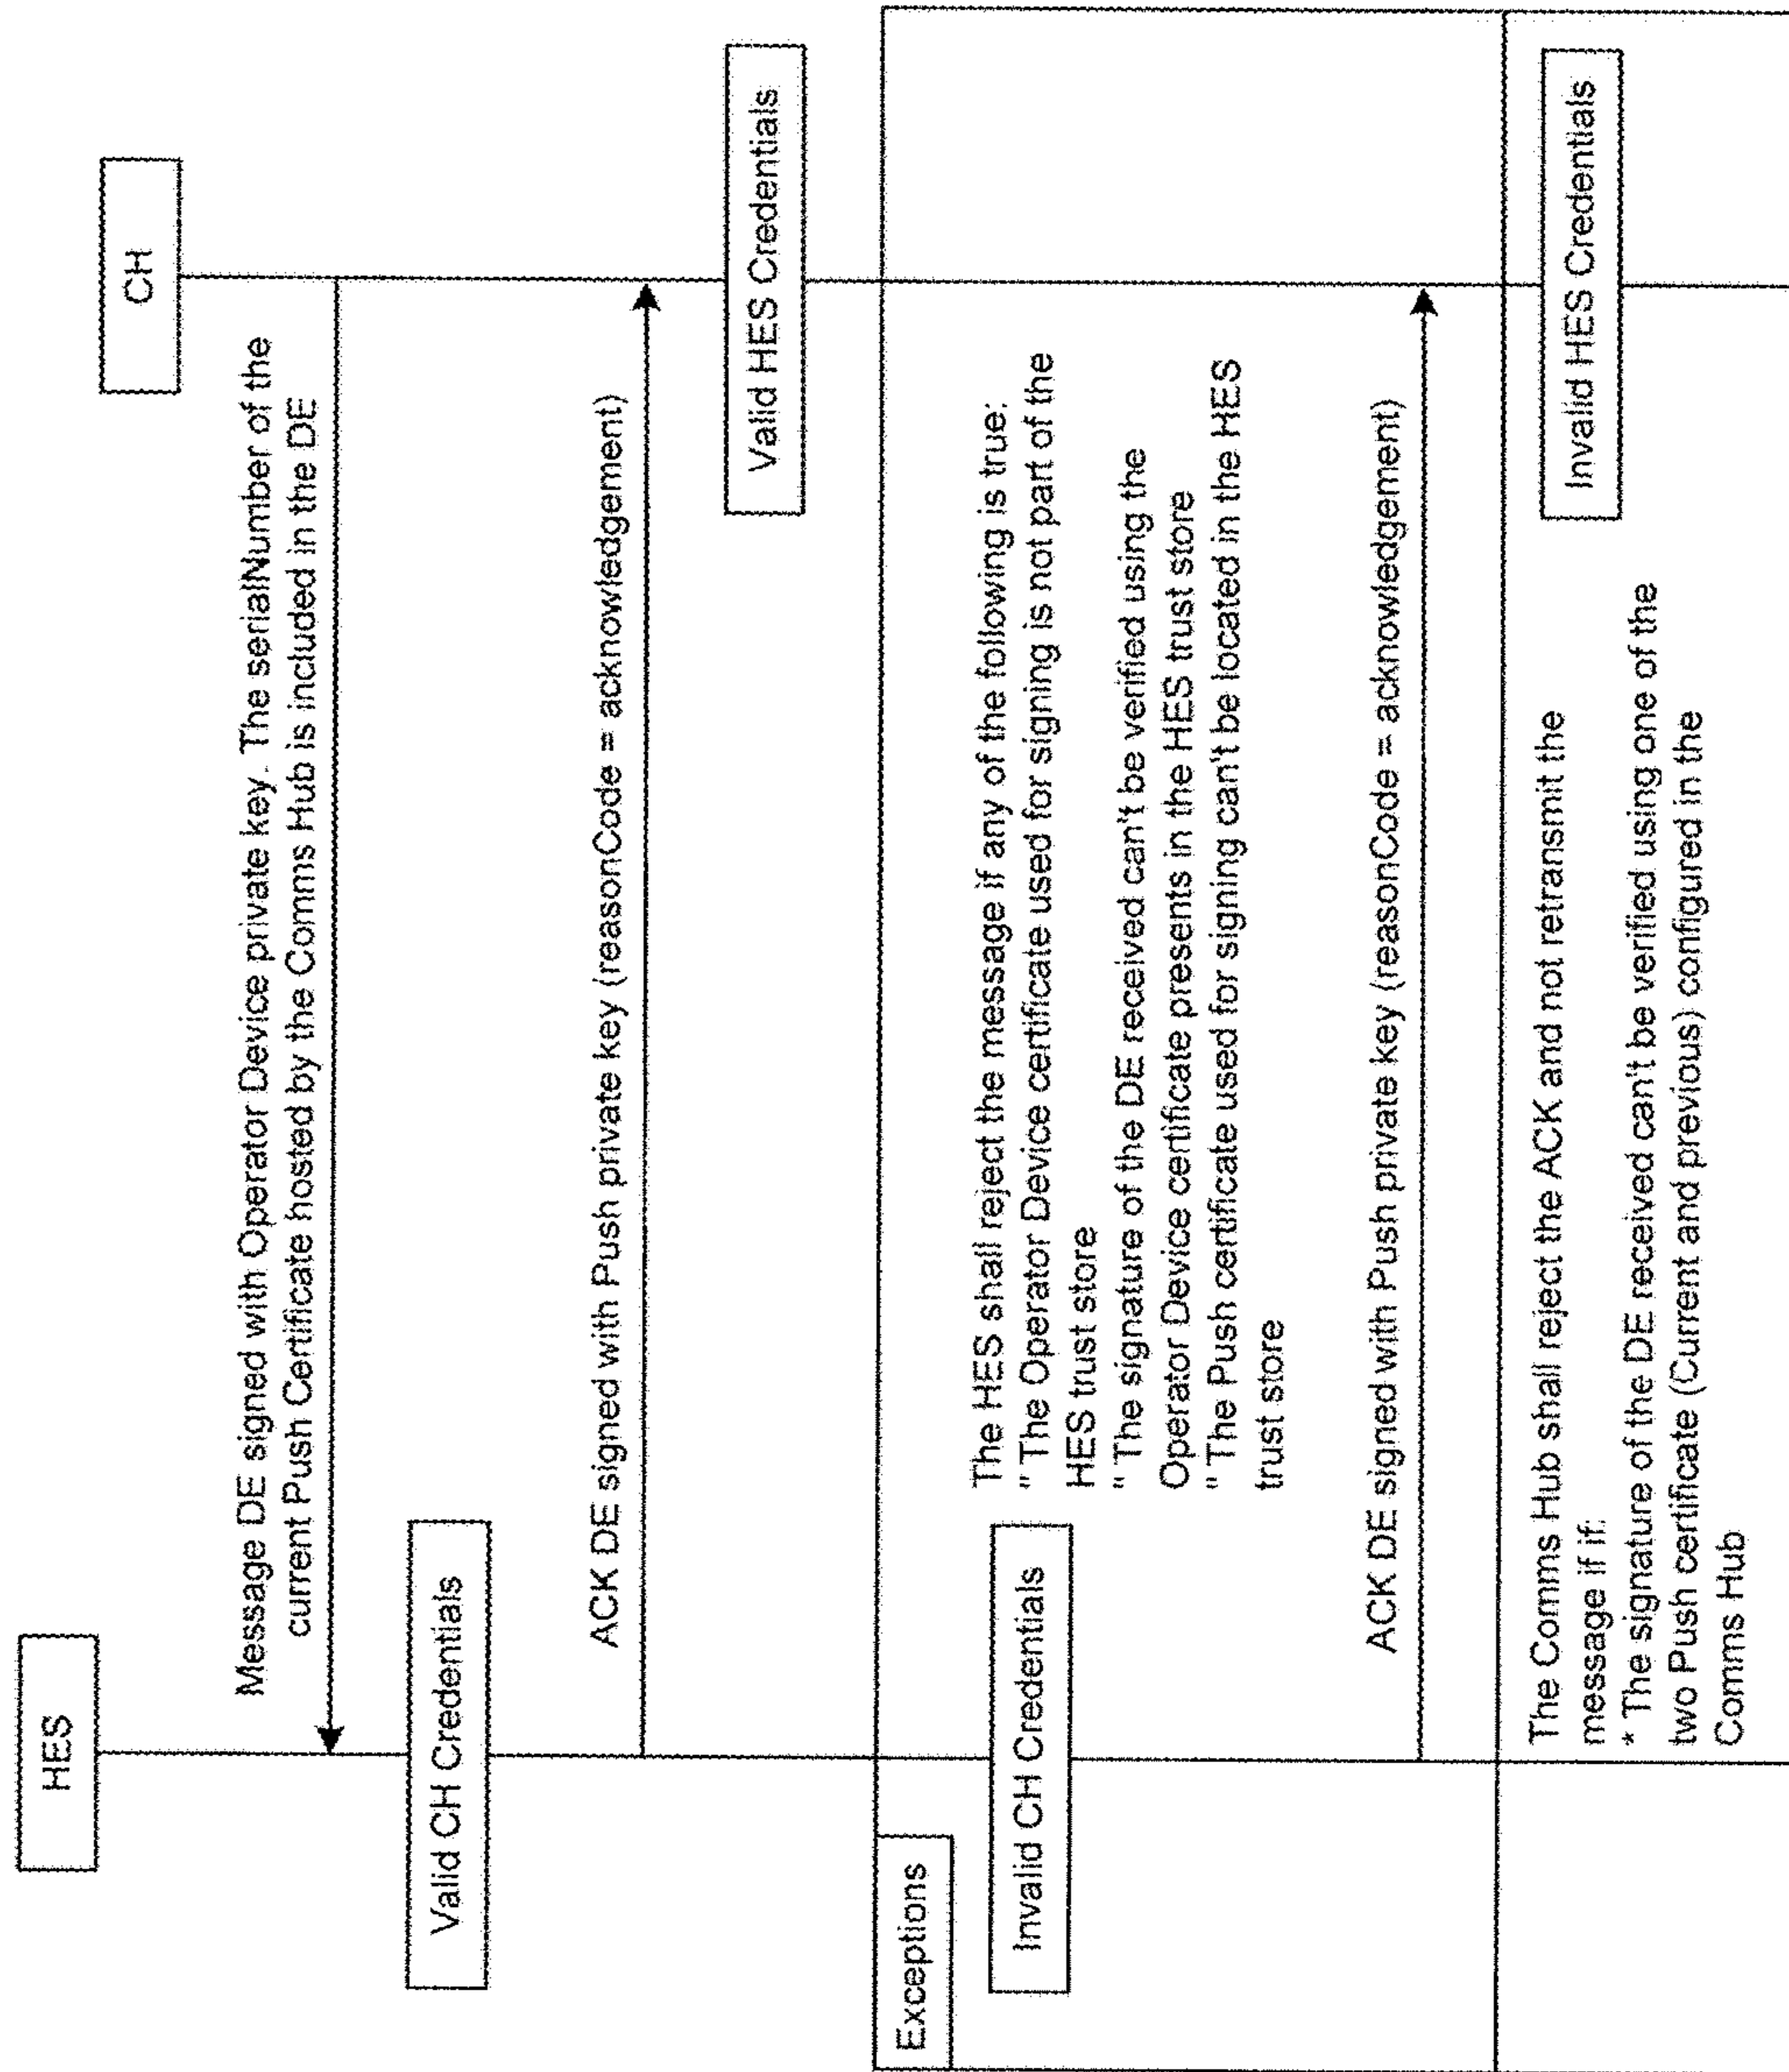 HES
CH
Message DE signed with Operator Device private key. The serialNumber of the
current Push Certificate hosted by the Comms Hub is included in the DE
Valid CH Credentials
ACK DE signed with Push private key (reasonCode = acknowledgement)
Valid HES Credentials
Exceptions
Invalid CH Credentials
The HES shall reject the message if any of the following is true:
" The Operator Device certificate used for signing is not part of the
HES trust store
" The signature of the DE received can't be verified using the
Operator Device certificate presents in the HES trust store
" The Push certificate used for signing can't be located in the HES
trust store
ACK DE signed with Push private key (reasonCode = acknowledgement)
Invalid HES Credentials
The Comms Hub shall reject the ACK and not retransmit the
message if if:
* The signature of the DE received can't be verified using one of the
two Push certificate (Current and previous) configured in the
Comms Hub